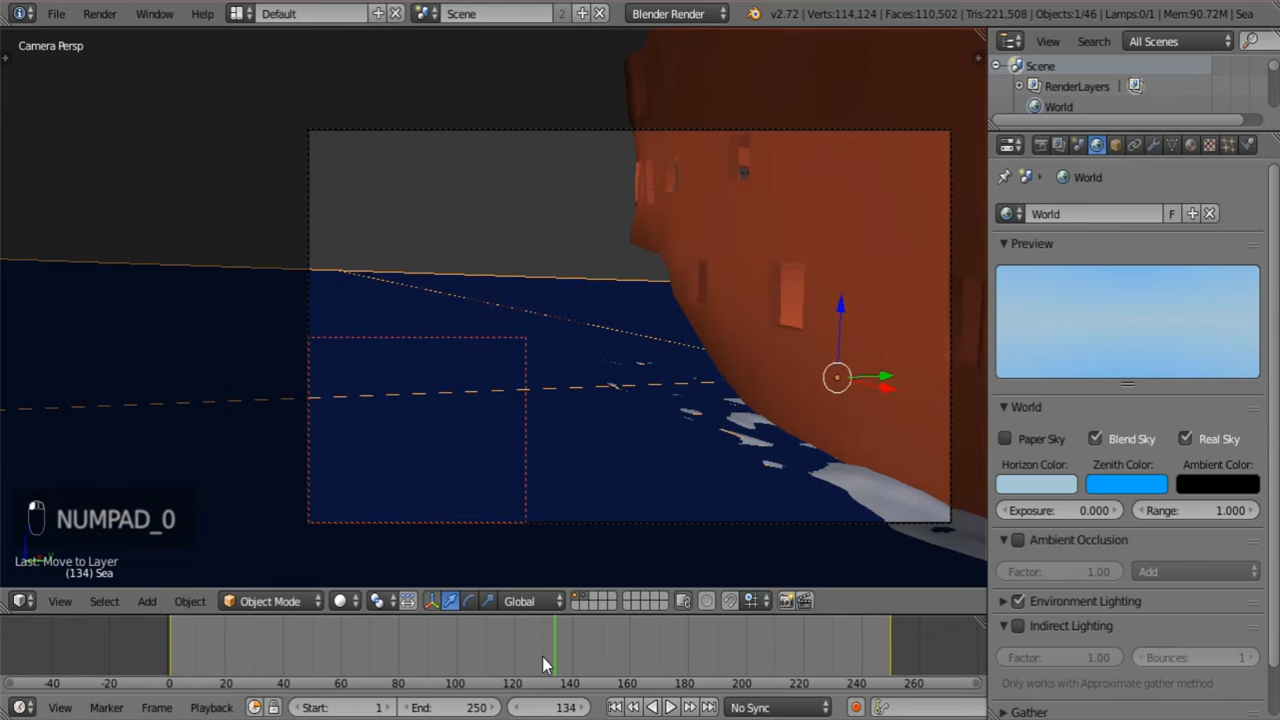 File Render Window Help Default Scene 2 Blender Render v2.72 | Verts:114,124 | Faces:110,502 | Tris:221,508 | Objects:1/46 | Lamps:0/1 | Mem:90.72M | Sea
Camera Persp
View Search All Scenes
Scene
RenderLayers
World
World
World F
Preview
World
Paper Sky Blend Sky Real Sky
Horizon Color: Zenith Color: Ambient Color:
Exposure: 0.000 Range: 1.000
Ambient Occlusion
Factor: 1.00 Add
Environment Lighting
Indirect Lighting
Factor: 1.00 Bounces: 1
Only works with Approximate gather method
Gather
NUMPAD_0
Last: Move to Layer
(134) Sea
View Select Add Object Object Mode Global
-40 -20 0 20 40 60 80 100 120 140 160 180 200 220 240 260
View Marker Frame Playback Start: 1 End: 250 134 No Sync